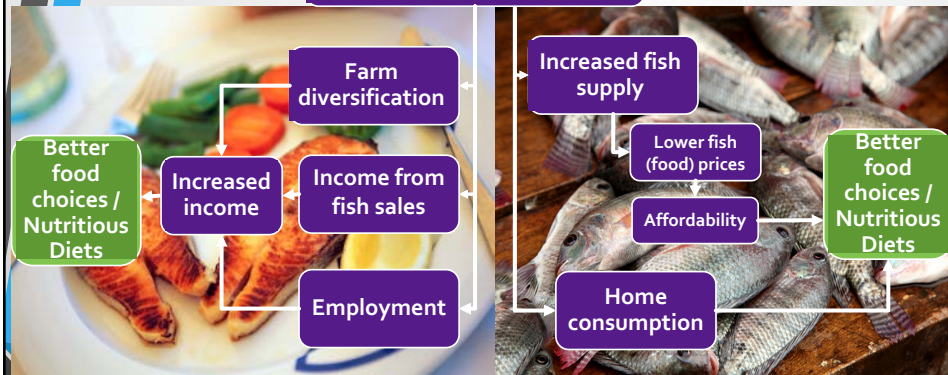 Farm
diversification
Better
food
choices /
Nutritious
Diets
Increased
income
Income from
fish sales
Employment
Increased fish
supply
Lower fish
(food) prices
Affordability
Better
food
choices /
Nutritious
Diets
Home
consumption